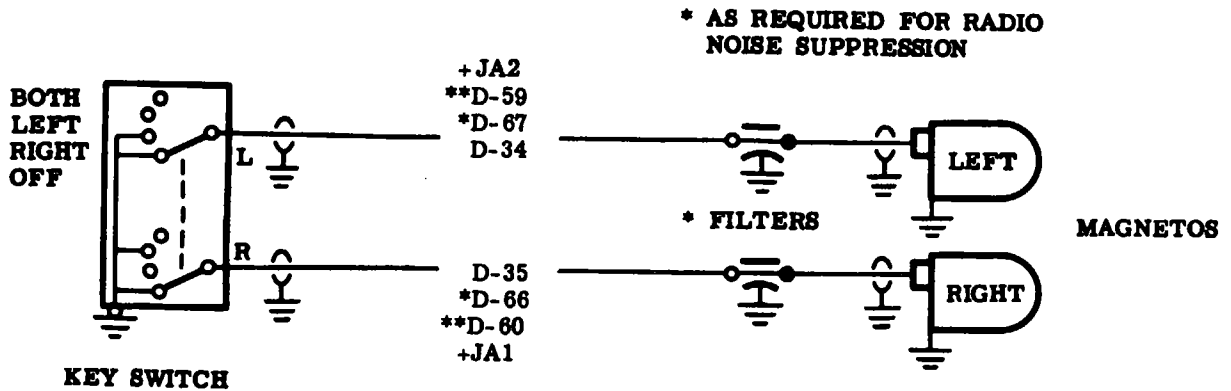 * AS REQUIRED FOR RADIO
NOISE SUPPRESSION
+JA2
**D-59
*D-67
D-34
BOTH
LEFT
RIGHT
OFF
L
LEFT
* FILTERS
MAGNETOS
R
D-35
*D-66
**D-60
+JA1
RIGHT
KEY SWITCH